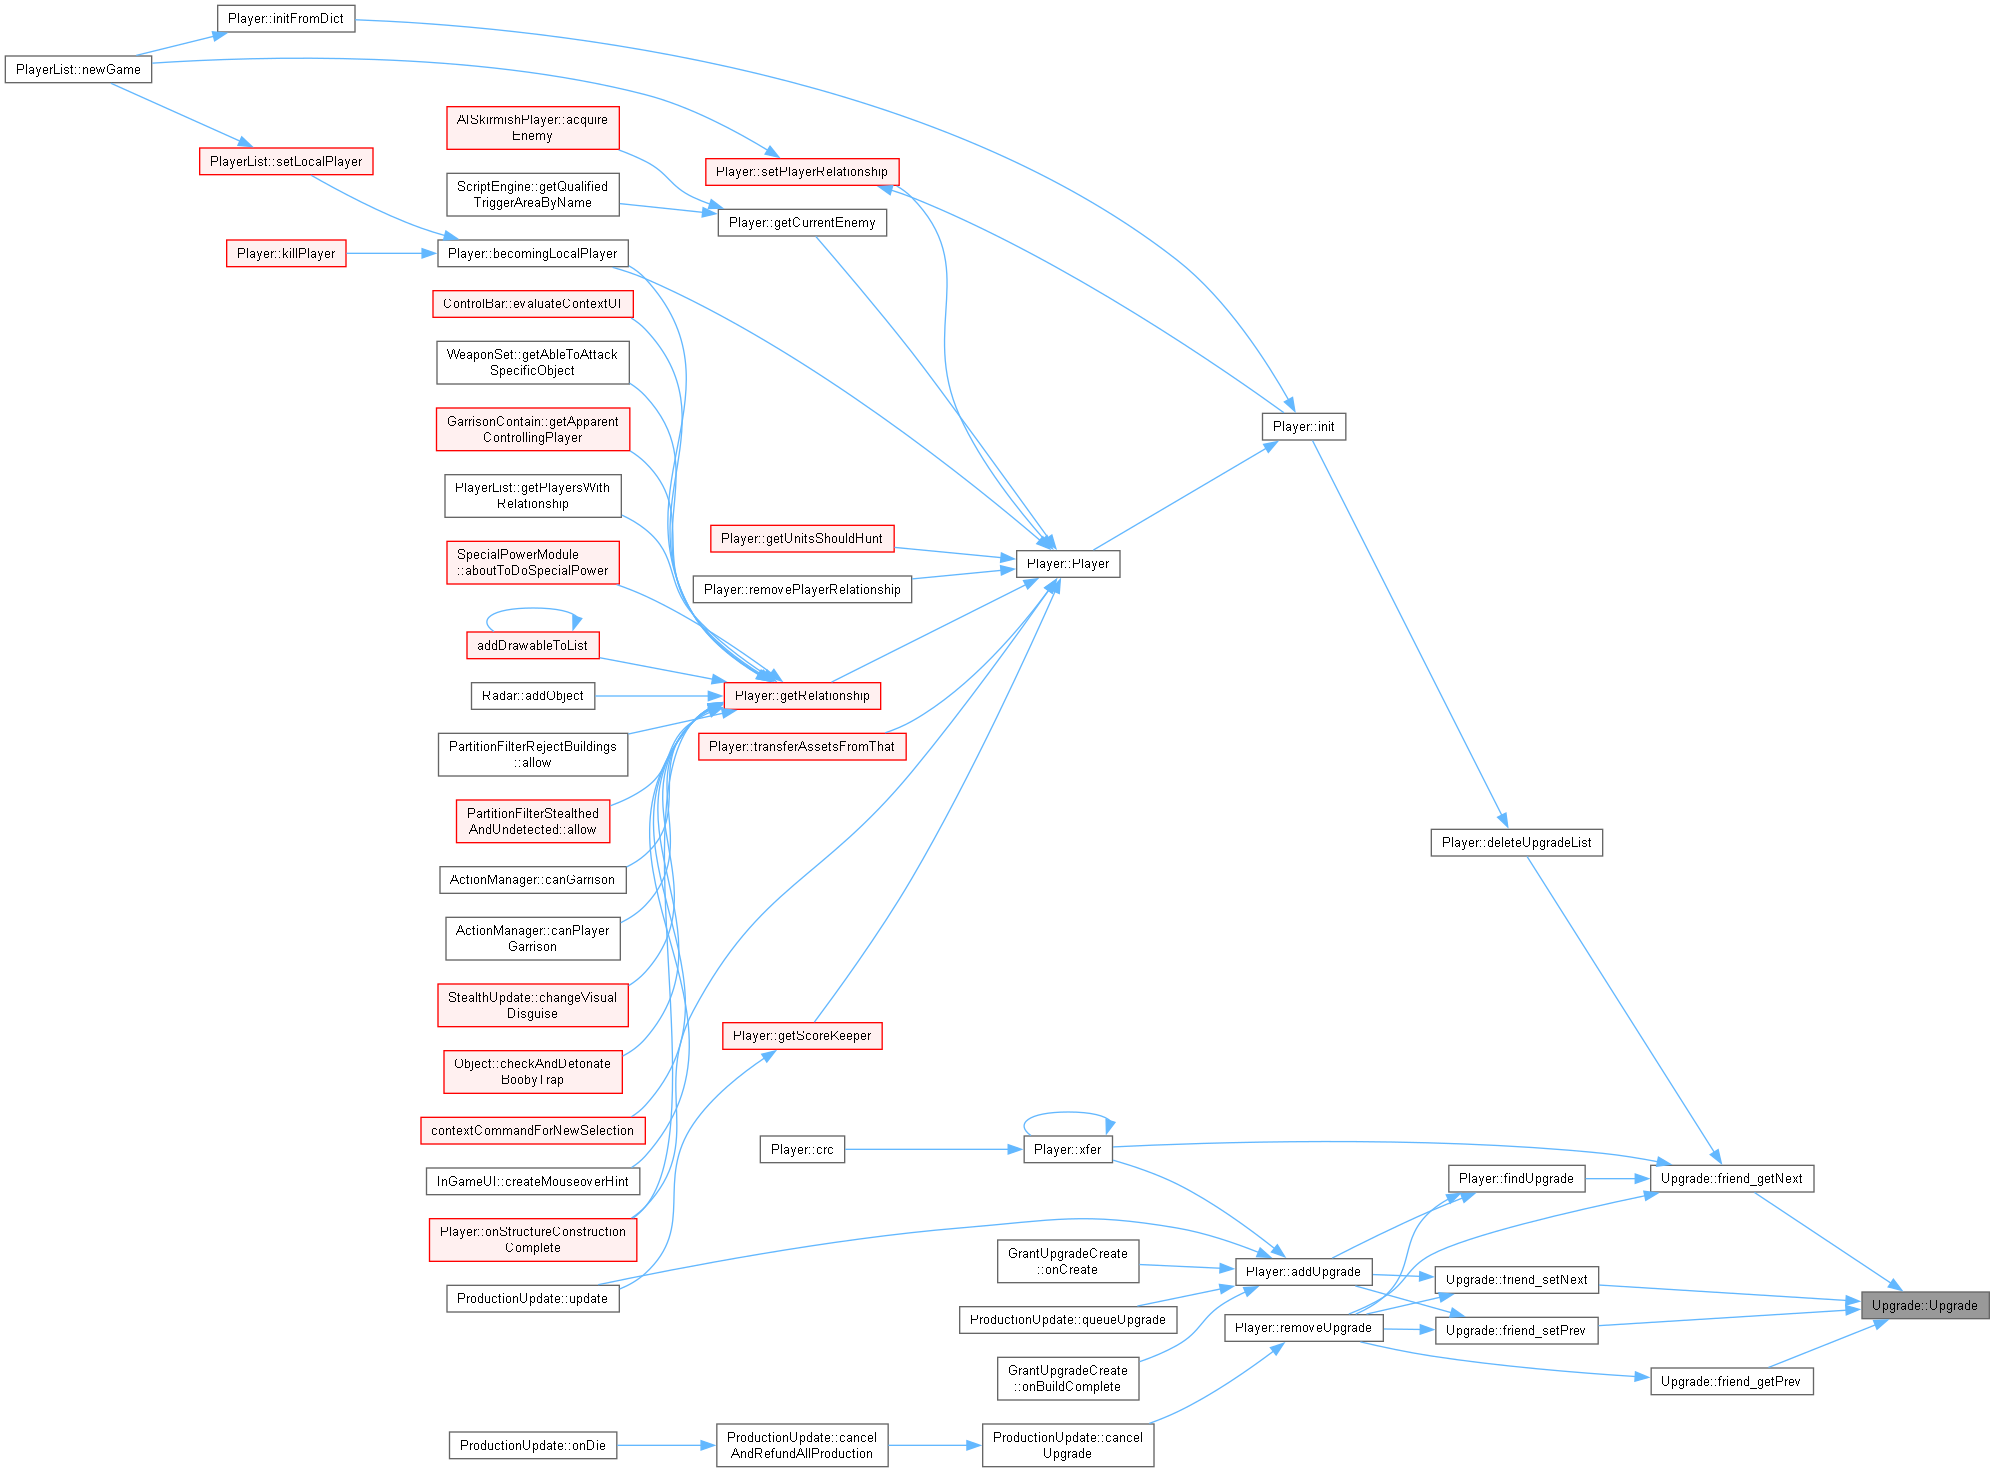 Player::initFromDict
PlayerList::newGame
AISkirmishPlayer::acquire
Enemy
PlayerList::setLocalPlayer
Player::setPlayerRelationship
ScriptEngine::getQualified
TriggerAreaByName
Player::getCurrentEnemy
Player::killPlayer
Player::becomingLocalPlayer
ControlBar::evaluateContextUI
WeaponSet::getAbleToAttack
SpecificObject
GarrisonContain::getApparent
ControllingPlayer
Player::init
PlayerList::getPlayersWith
Relationship
Player::getUnitsShouldHunt
SpecialPowerModule
::aboutToDoSpecialPower
Player::Player
Player::removePlayerRelationship
addDrawableToList
Radar::addObject
Player::getRelationship
PartitionFilterRejectBuildings
::allow
Player::transferAssetsFromThat
PartitionFilterStealthed
AndUndetected::allow
Player::deleteUpgradeList
ActionManager::canGarrison
ActionManager::canPlayer
Garrison
StealthUpdate::changeVisual
Disguise
Player::getScoreKeeper
Object::checkAndDetonate
BoobyTrap
contextCommandForNewSelection
Player::crc
Player::xfer
InGameUI::createMouseoverHint
Player::findUpgrade
Upgrade::friend_getNext
Player::onStructureConstruction
Complete
GrantUpgradeCreate
::onCreate
Player::addUpgrade
Upgrade::friend_setNext
ProductionUpdate::update
Upgrade::Upgrade
ProductionUpdate::queueUpgrade
Player::removeUpgrade
Upgrade::friend_setPrev
GrantUpgradeCreate
::onBuildComplete
Upgrade::friend_getPrev
ProductionUpdate::onDie
ProductionUpdate::cancel
AndRefundAllProduction
ProductionUpdate::cancel
Upgrade